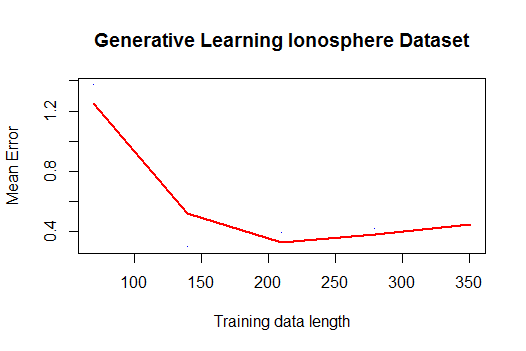 Generative Learning Ionosphere Dataset
Mean Error
1.2
0.8
0.4
100 150 200 250 300 350
Training data length